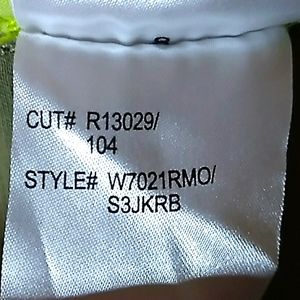 CUT# R13029/
104
STYLE# W7021RMO/
S3JKRB